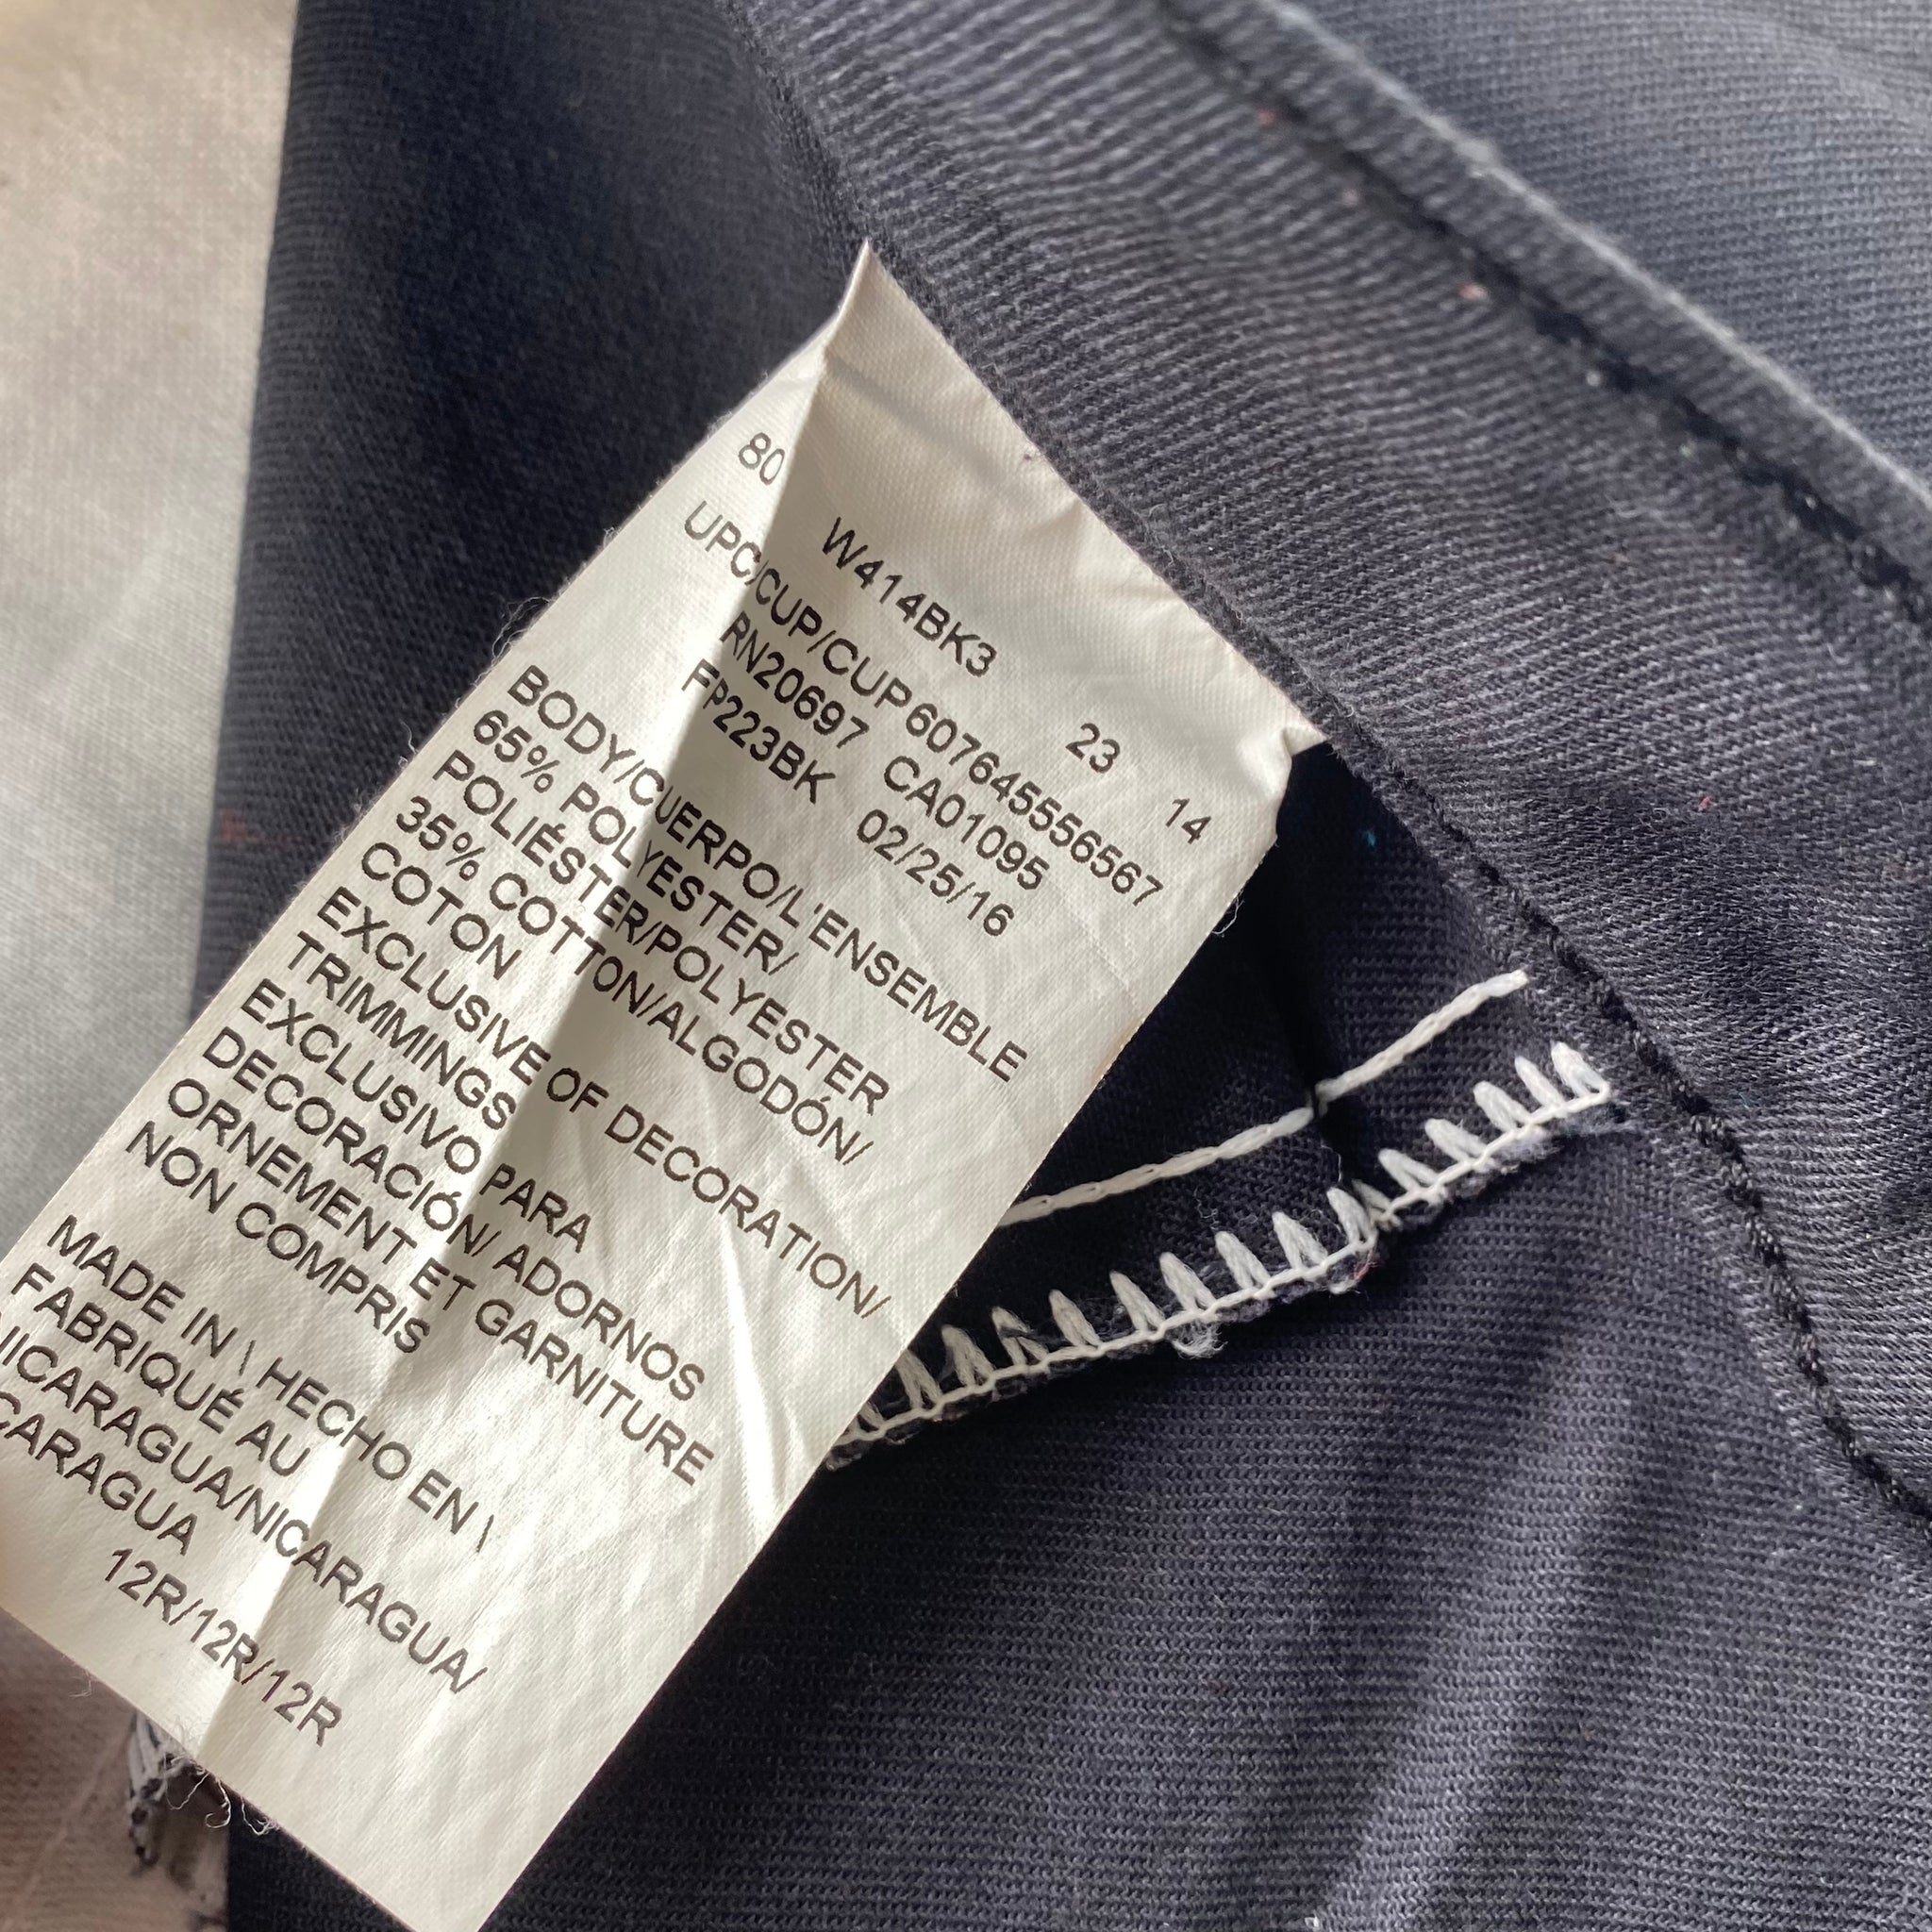 80 W414BK3 23 14
UPC/CUP/CUP 607645556567
RN20697 CA01095
FP223BK 02/25/16
BODY/CUERPO/L'ENSEMBLE
65% POLYESTER/
POLIÉSTER/POLYESTER
35% COTTON/ALGODÓN/
COTON
EXCLUSIVE OF DECORATION/
TRIMMINGS
EXCLUSIVO PARA
DECORACIÓN/ ADORNOS
ORNEMENT ET GARNITURE
NON COMPRIS
MADE IN \ HECHO EN \
FABRIQUÉ AU
NICARAGUA/NICARAGUA/
CARAGUA
12R/12R/12R